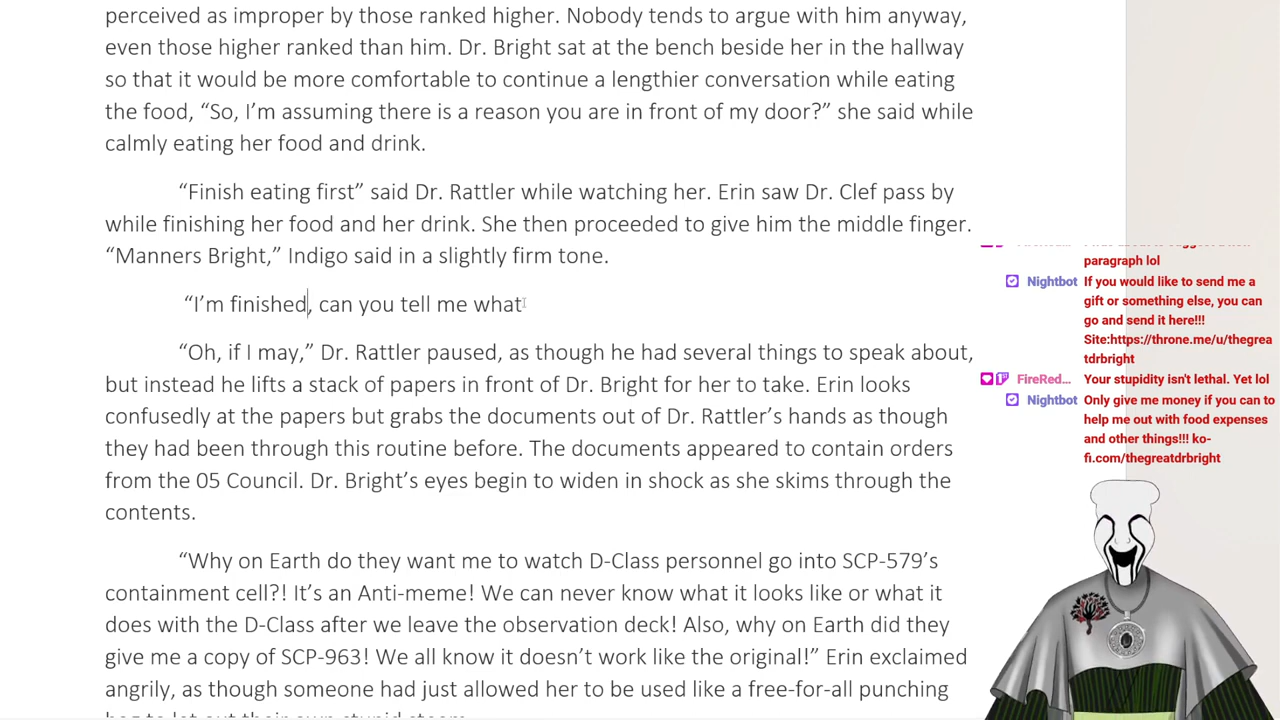 perceived as improper by those ranked higher. Nobody tends to argue with him anyway,
even those higher ranked than him. Dr. Bright sat at the bench beside her in the hallway
so that it would be more comfortable to continue a lengthier conversation while eating
the food, “So, I’m assuming there is a reason you are in front of my door?” she said while
calmly eating her food and drink.
“Finish eating first” said Dr. Rattler while watching her. Erin saw Dr. Clef pass by
while finishing her food and her drink. She then proceeded to give him the middle finger.
“Manners Bright,” Indigo said in a slightly firm tone.
“I’m finished, can you tell me what
“Oh, if I may,” Dr. Rattler paused, as though he had several things to speak about,
but instead he lifts a stack of papers in front of Dr. Bright for her to take. Erin looks
confusedly at the papers but grabs the documents out of Dr. Rattler’s hands as though
they had been through this routine before. The documents appeared to contain orders
from the 05 Council. Dr. Bright’s eyes begin to widen in shock as she skims through the
contents.
“Why on Earth do they want me to watch D-Class personnel go into SCP-579’s
containment cell?! It’s an Anti-meme! We can never know what it looks like or what it
does with the D-Class after we leave the observation deck! Also, why on Earth did they
give me a copy of SCP-963! We all know it doesn’t work like the original!” Erin exclaimed
angrily, as though someone had just allowed her to be used like a free-for-all punching
paragraph lol
Nightbot If you would like to send me a
gift or something else, you can
go and send it here!!!
Site:https://throne.me/u/thegrea
tdrbright
FireRed... Your stupidity isn't lethal. Yet lol
Nightbot Only give me money if you can to
help me out with food expenses
and other things!!! ko-
fi.com/thegreatdrbright